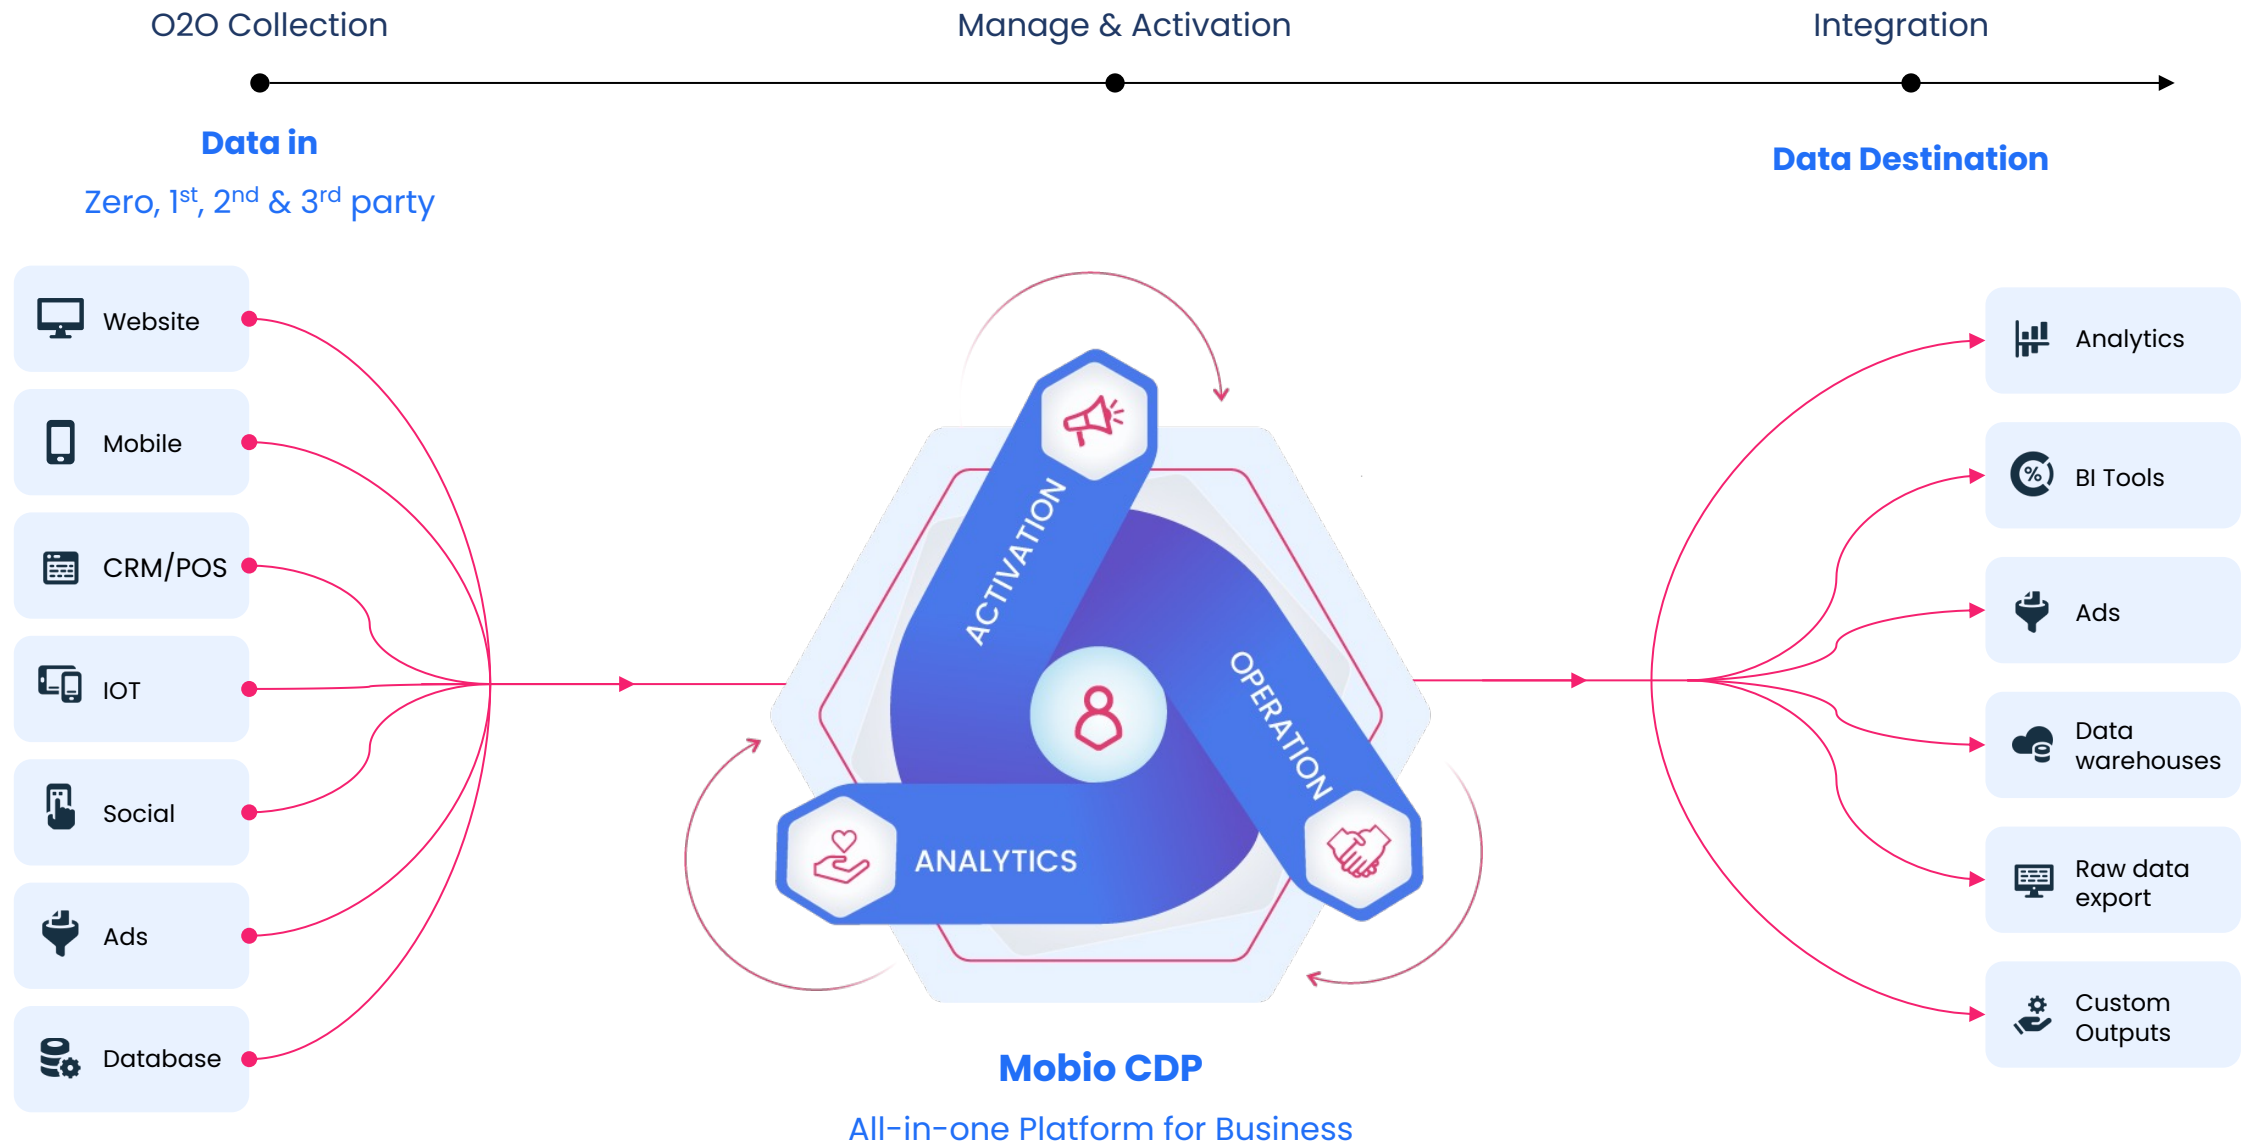 O2O Collection
Manage & Activation
Integration
Data in
Zero, 1st, 2nd & 3rd party
Data Destination
Website
Mobile
CRM/POS
IOT
Social
Ads
Database
ACTIVATION
OPERATION
ANALYTICS
Mobio CDP
All-in-one Platform for Business
Analytics
BI Tools
%
Ads
Data
warehouses
Raw data
export
Custom
Outputs